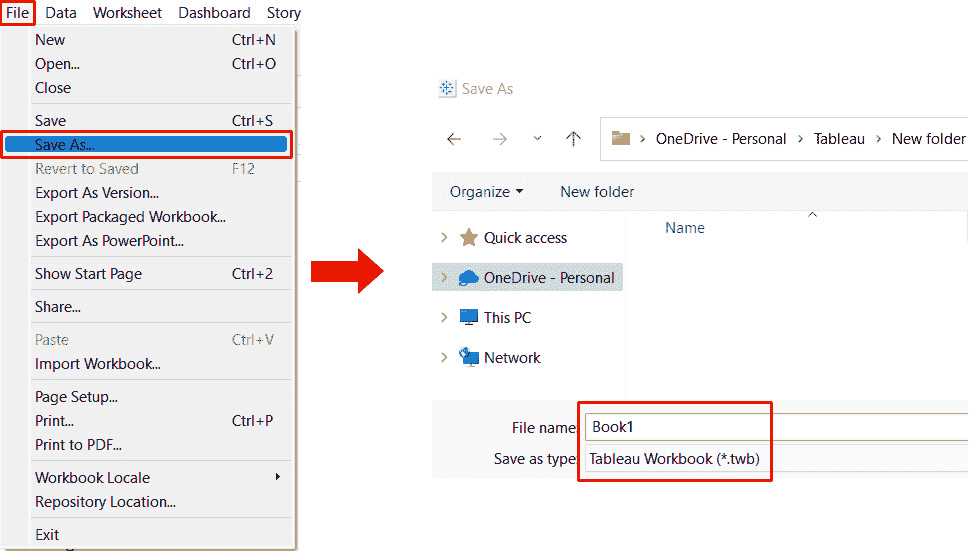 File Data Worksheet Dashboard Story
New Ctrl+N
Open... Ctrl+O
Close
Save Ctrl+S
Save As...
Revert to Saved F12
Export As Version...
Export Packaged Workbook...
Export As PowerPoint...
Show Start Page Ctrl+2
Share...
Paste Ctrl+V
Import Workbook...
Page Setup...
Print... Ctrl+P
Print to PDF...
Workbook Locale
Repository Location...
Exit
Save As
OneDrive - Personal > Tableau > New folder
Organize New folder
Name
Quick access
OneDrive - Personal
This PC
Network
File name: Book1
Save as type: Tableau Workbook (*.twb)